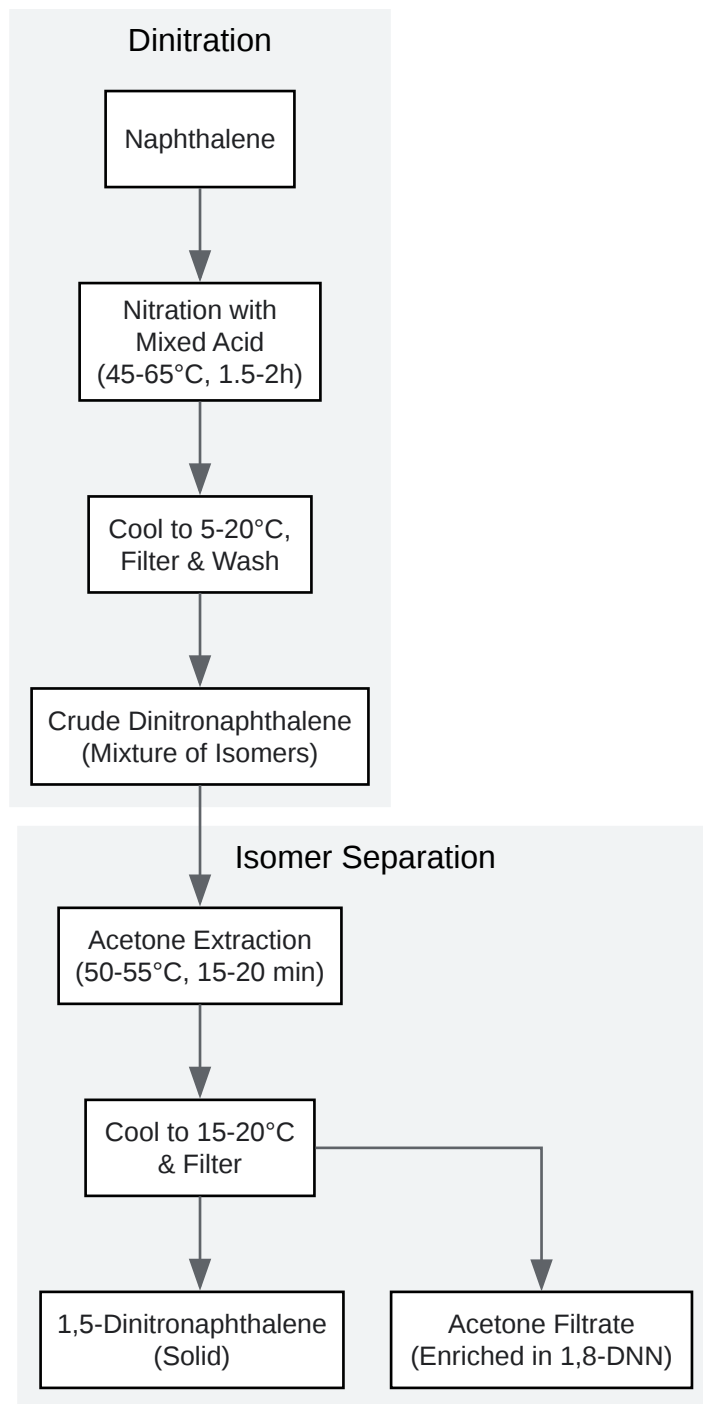 Dinitration
Naphthalene
Nitration with
Mixed Acid
(45-65°C, 1.5-2h)
Cool to 5-20°C,
Filter & Wash
Crude Dinitronaphthalene
(Mixture of Isomers)
Isomer Separation
Acetone Extraction
(50-55°C, 15-20 min)
Cool to 15-20°C
& Filter
1,5-Dinitronaphthalene
(Solid)
Acetone Filtrate
(Enriched in 1,8-DNN)